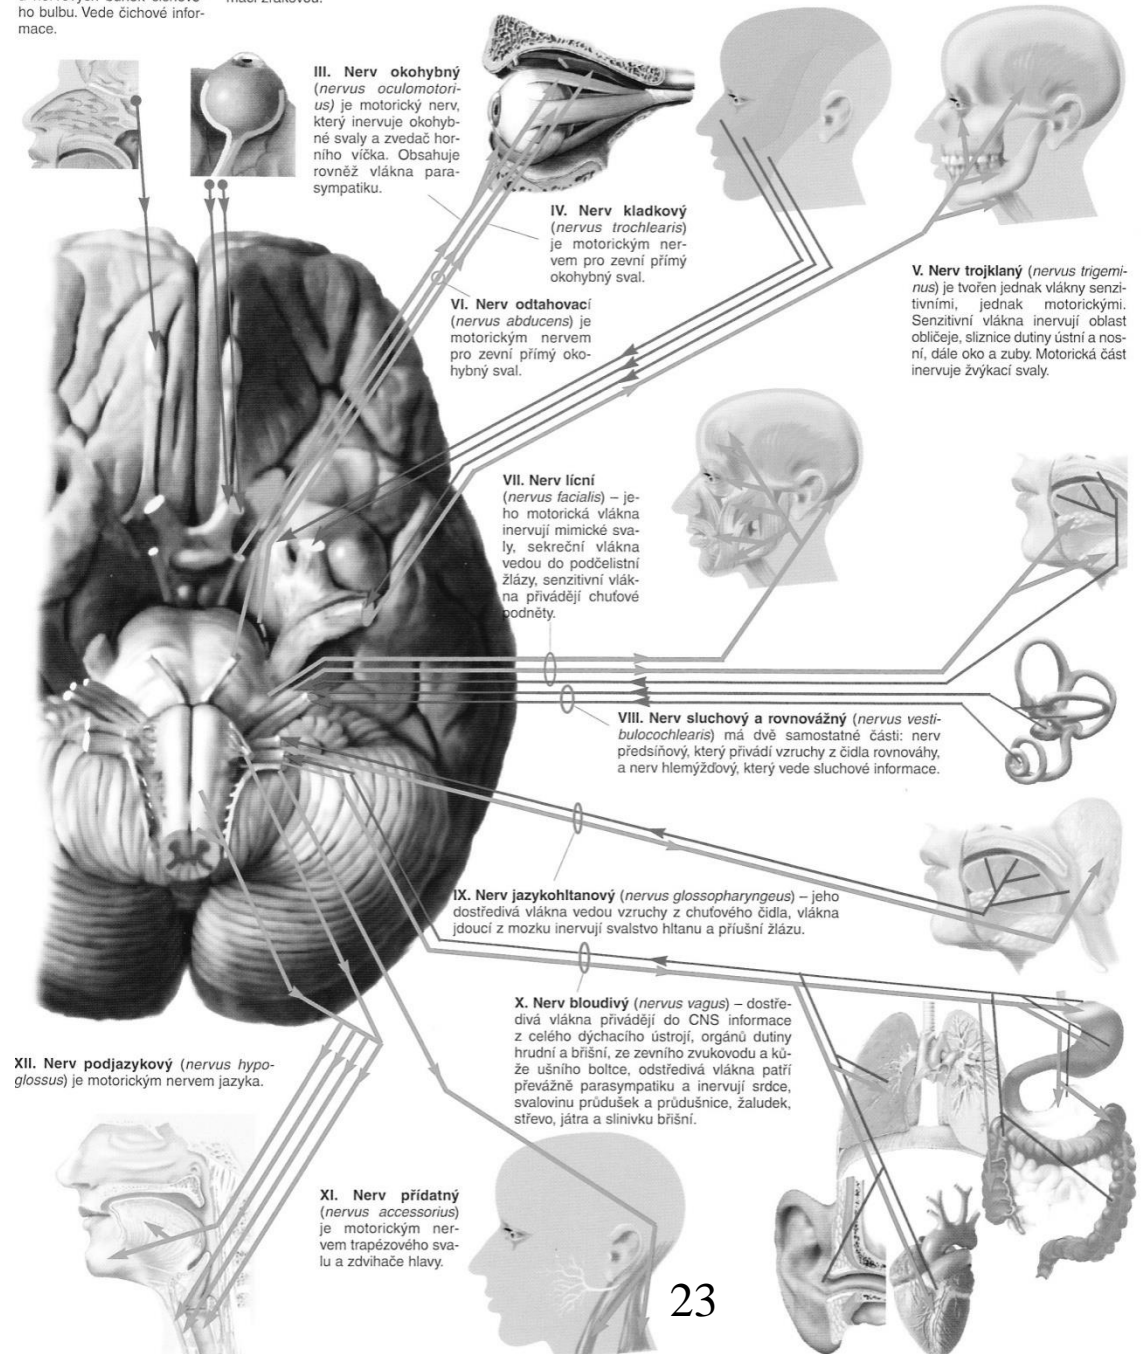 ho bulbu. Vede čichové infor-
mace.
III. Nerv okohybný
(nervus oculomotori-
us) je motorický nerv,
který inervuje okohyb-
né svaly a zvedač hor-
ního víčka. Obsahuje
rovněž vlákna para-
sympatiku.
IV. Nerv kladkový
(nervus trochlearis)
je motorickým ner-
vem pro zevní přímý
okohybný sval.
VI. Nerv odtahovací
(nervus abducens) je
motorickým nervem
pro zevní přímý oko-
hybný sval.
V. Nerv trojklaný (nervus trigemi-
nus) je tvořen jednak vlákny senzi-
tivními, jednak motorickými.
Senzitivní vlákna inervují oblast
obličeje, sliznice dutiny ústní a nos-
ní, dále oko a zuby. Motorická část
inervuje žvýkací svaly.
VII. Nerv lícní
(nervus facialis) – je-
ho motorická vlákna
inervují mimické sva-
ly, sekreční vlákna
vedou do podčelistní
žlázy, senzitivní vlák-
na přivádějí chuťové
podněty.
VIII. Nerv sluchový a rovnovážný (nervus vesti-
bulocochlearis) má dvě samostatné části: nerv
předsíňový, který přivádí vzruchy z čidla rovnováhy,
a nerv hlemýžďový, který vede sluchové informace.
IX. Nerv jazykohltanový (nervus glossopharyngeus) – jeho
dostředivá vlákna vedou vzruchy z chuťového čidla, vlákna
jdoucí z mozku inervují svalstvo hltanu a příušní žlázu.
X. Nerv bloudivý (nervus vagus) – dostře-
divá vlákna přivádějí do CNS informace
z celého dýchacího ústrojí, orgánů dutiny
hrudní a břišní, ze zevního zvukovodu a ků-
že ušního boltce, odstředivá vlákna patří
převážně parasympatiku a inervují srdce,
svalovinu průdušek a průdušnice, žaludek,
střevo, játra a slinivku břišní.
XII. Nerv podjazykový (nervus hypo-
glossus) je motorickým nervem jazyka.
XI. Nerv přídatný
(nervus accessorius)
je motorickým ner-
vem trapézového sva-
lu a zdvihače hlavy.
23